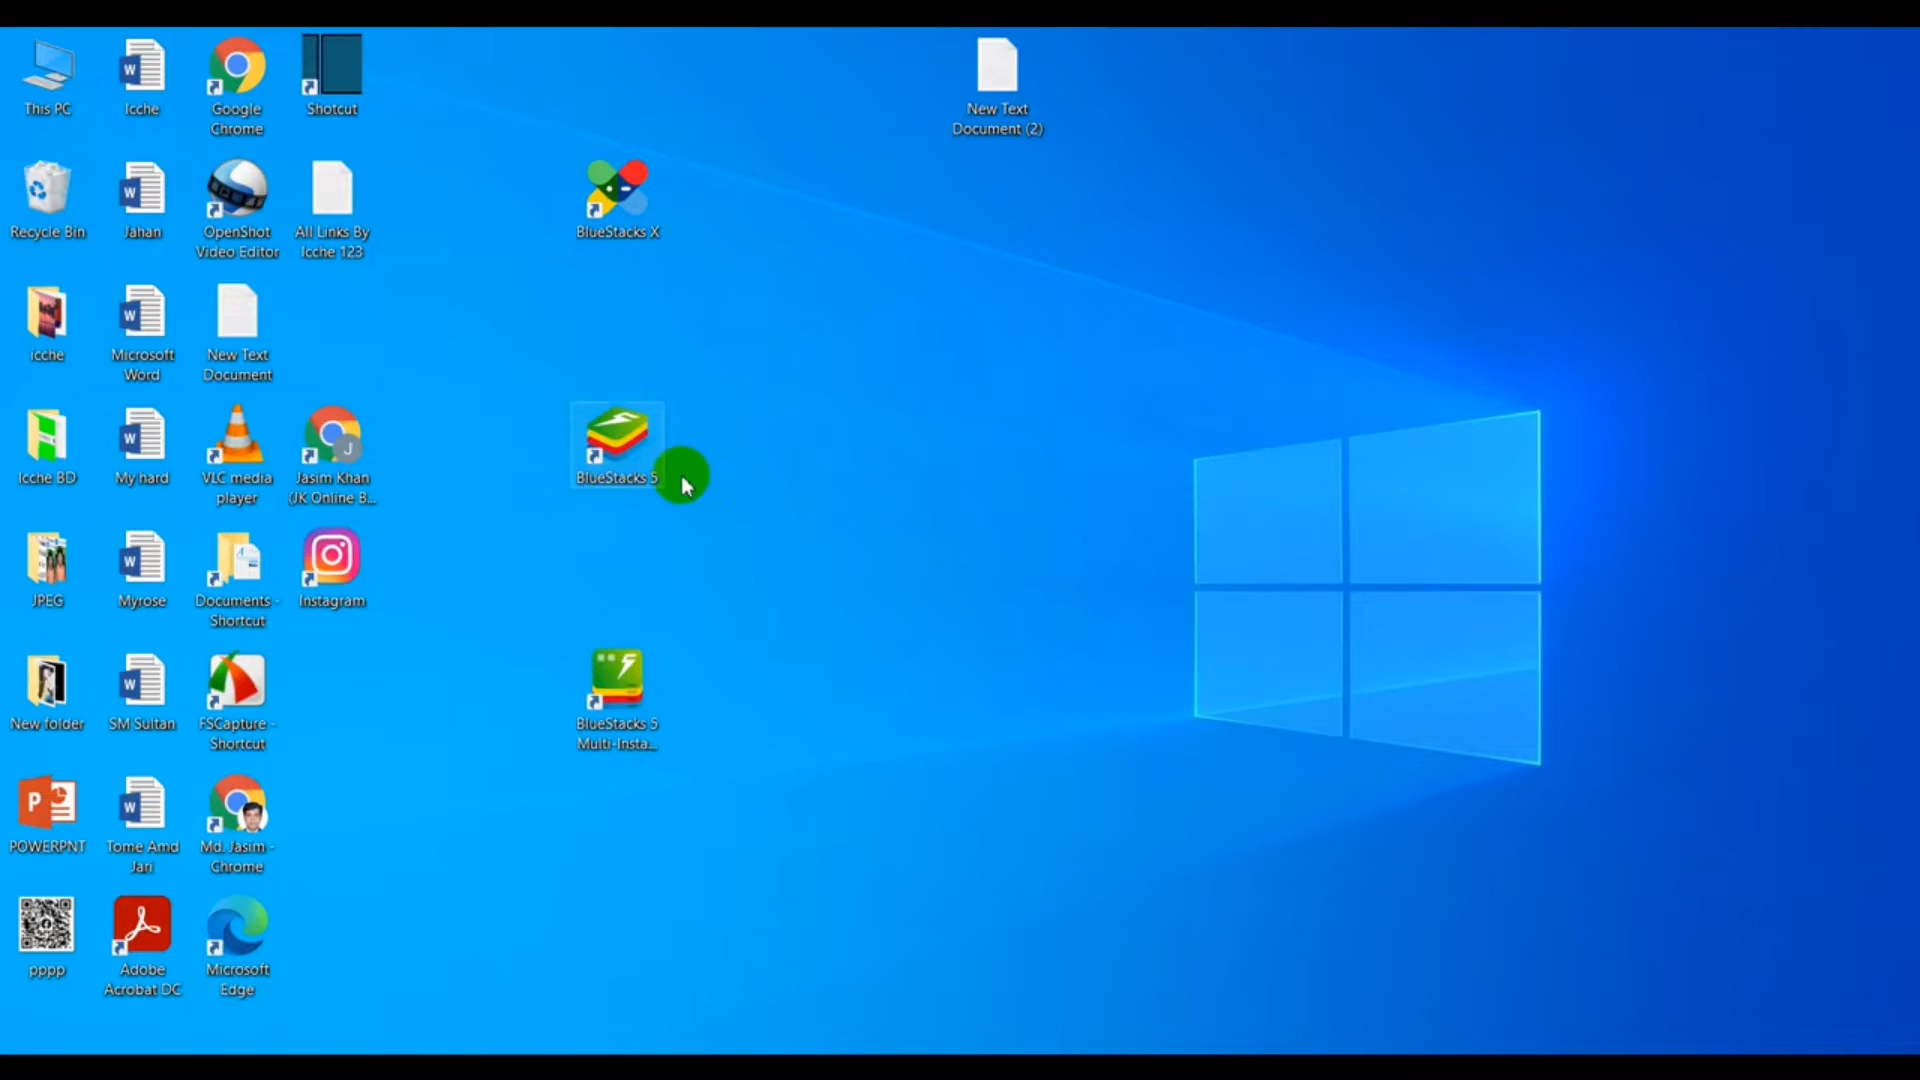 This PC
Icche
Google
Chrome
Shotcut
New Text
Document (2)
Recycle Bin
Jahan
OpenShot
Video Editor
All Links By
Icche 123
BlueStacks X
icche
Microsoft
Word
New Text
Document
Icche BD
My hard
VLC media
player
Jasim Khan
(JK Online B...
BlueStacks 5
JPEG
Myrose
Documents -
Shortcut
Instagram
New folder
SM Sultan
FSCapture -
Shortcut
BlueStacks 5
Multi-Insta...
POWERPNT
Tome Amd
Jari
Md. Jasim -
Chrome
pppp
Adobe
Acrobat DC
Microsoft
Edge